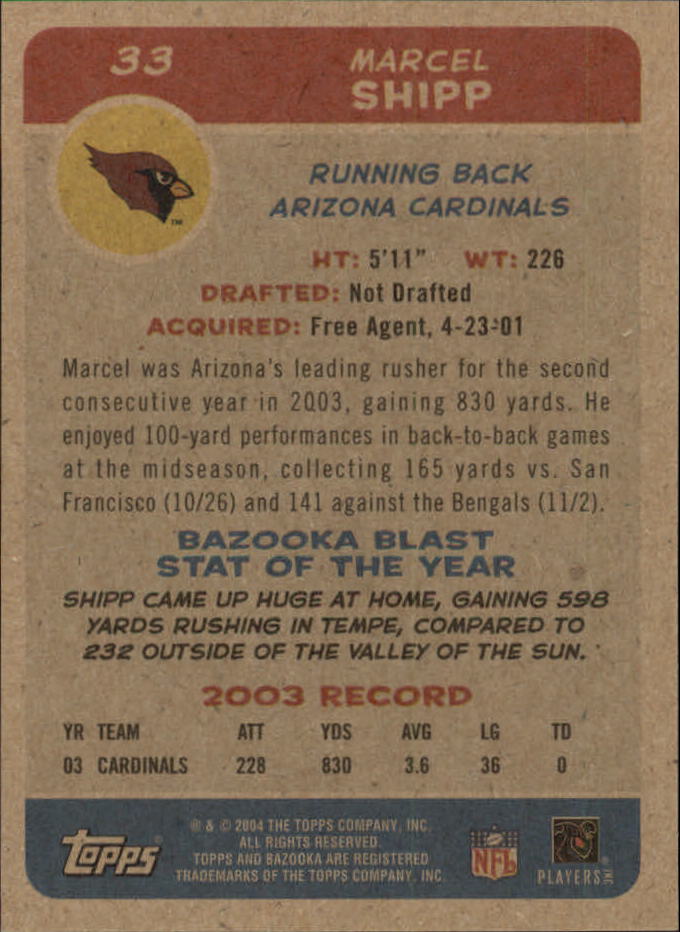 33
MARCEL
SHIPP
™
RUNNING BACK
ARIZONA CARDINALS
HT: 5'11" WT: 226
DRAFTED: Not Drafted
ACQUIRED: Free Agent, 4-23-01
Marcel was Arizona's leading rusher for the second
consecutive year in 2003, gaining 830 yards. He
enjoyed 100-yard performances in back-to-back games
at the midseason, collecting 165 yards vs. San
Francisco (10/26) and 141 against the Bengals (11/2).
BAZOOKA BLAST
STAT OF THE YEAR
SHIPP CAME UP HUGE AT HOME, GAINING 598
YARDS RUSHING IN TEMPE, COMPARED TO
232 OUTSIDE OF THE VALLEY OF THE SUN.
2003 RECORD
YR TEAM ATT YDS AVG LG TD
03 CARDINALS 228 830 3.6 36 0
Topps®
® & © 2004 THE TOPPS COMPANY, INC.
ALL RIGHTS RESERVED.
TOPPS AND BAZOOKA ARE REGISTERED
TRADEMARKS OF THE TOPPS COMPANY, INC.
NFL
PLAYERS INC